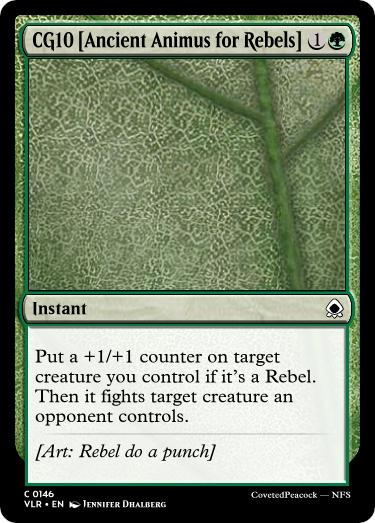 CG10 [Ancient Animus for Rebels] 1
Instant
Put a +1/+1 counter on target
creature you control if it's a Rebel.
Then it fights target creature an
opponent controls.
[Art: Rebel do a punch]
C 0146
VLR • EN Jennifer Dhalberg
CovetedPeacock — NFS